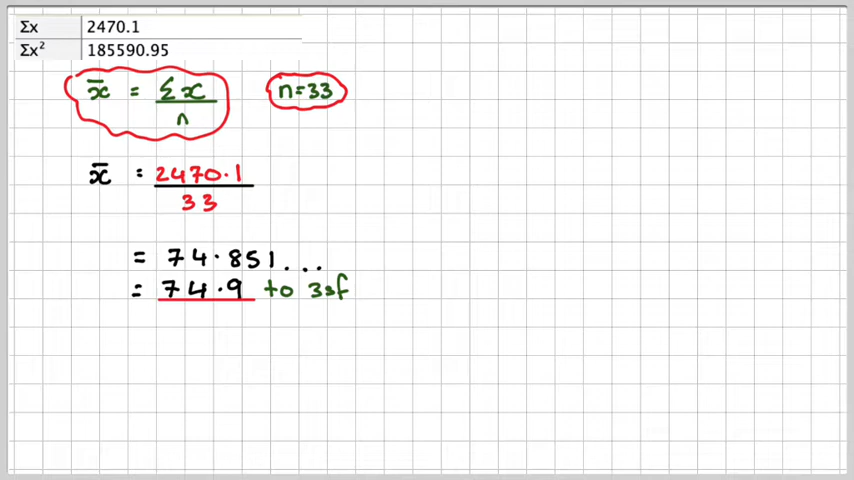 Σx 2470.1
Σx² 185590.95
x̄ = Σx / n n=33
x̄ = 2470.1 / 33
= 74.851...
= 74.9 to 3sf